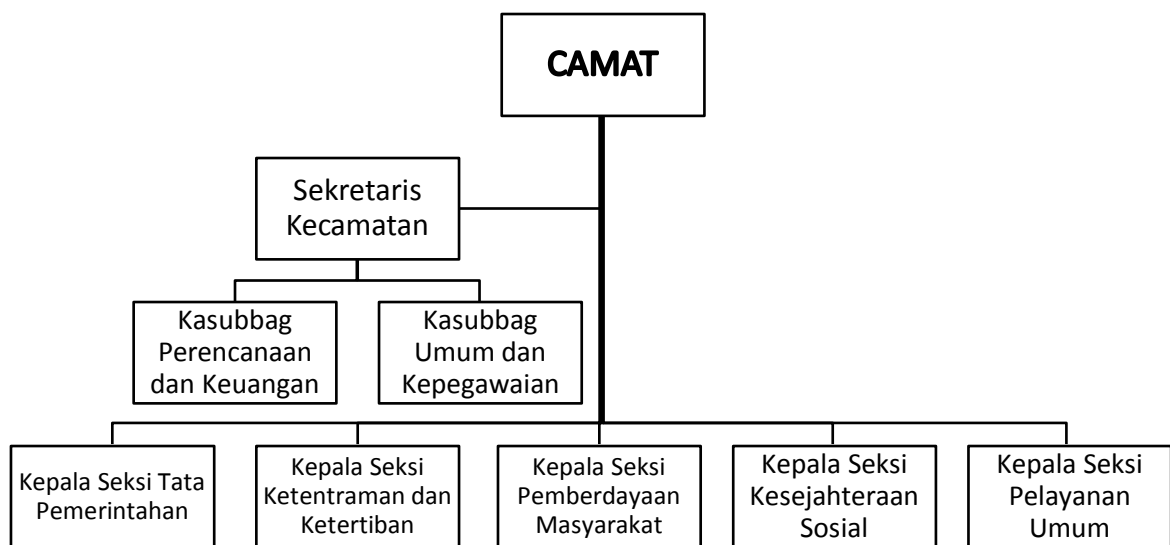 CAMAT
Sekretaris
Kecamatan
Kasubbag
Perencanaan
dan Keuangan
Kasubbag
Umum dan
Kepegawaian
Kepala Seksi Tata
Pemerintahan
Kepala Seksi
Ketentraman dan
Ketertiban
Kepala Seksi
Pemberdayaan
Masyarakat
Kepala Seksi
Kesejahteraan
Sosial
Kepala Seksi
Pelayanan
Umum